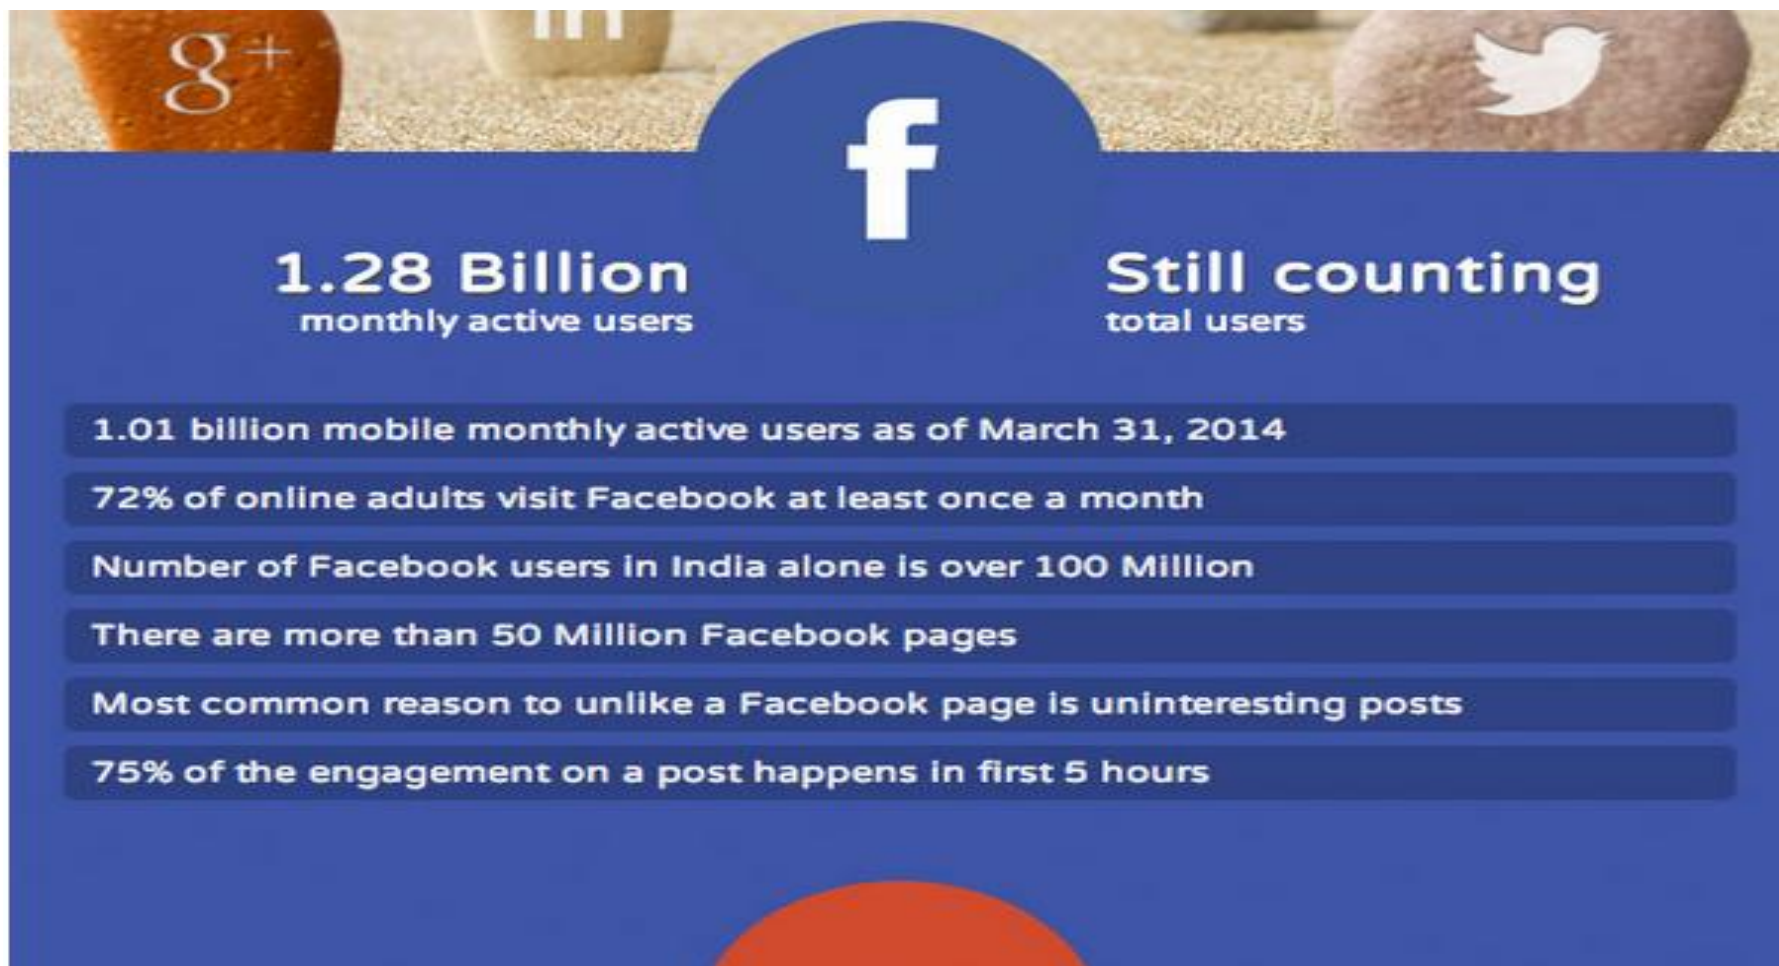 g+
in
f
1.28 Billion
monthly active users
Still counting
total users
1.01 billion mobile monthly active users as of March 31, 2014
72% of online adults visit Facebook at least once a month
Number of Facebook users in India alone is over 100 Million
There are more than 50 Million Facebook pages
Most common reason to unlike a Facebook page is uninteresting posts
75% of the engagement on a post happens in first 5 hours